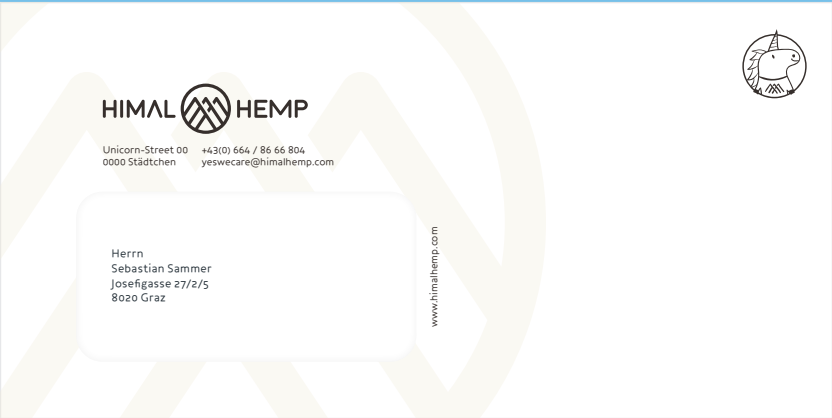 HIMAL HEMP
Unicorn-Street 00 +43(0) 664 / 86 66 804
0000 Städtchen yeswecare@himalhemp.com
Herrn
Sebastian Sammer
Josefigasse 27/2/5
8020 Graz
www.himalhemp.com